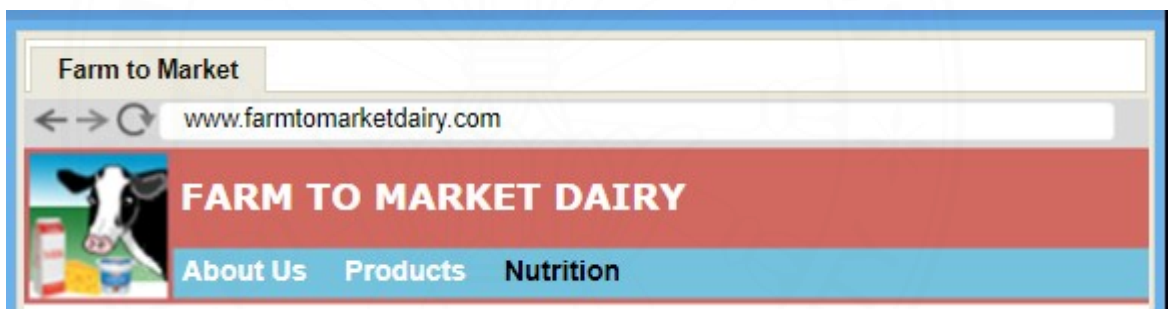 Farm to Market
www.farmtomarketdairy.com
FARM TO MARKET DAIRY
About Us Products Nutrition